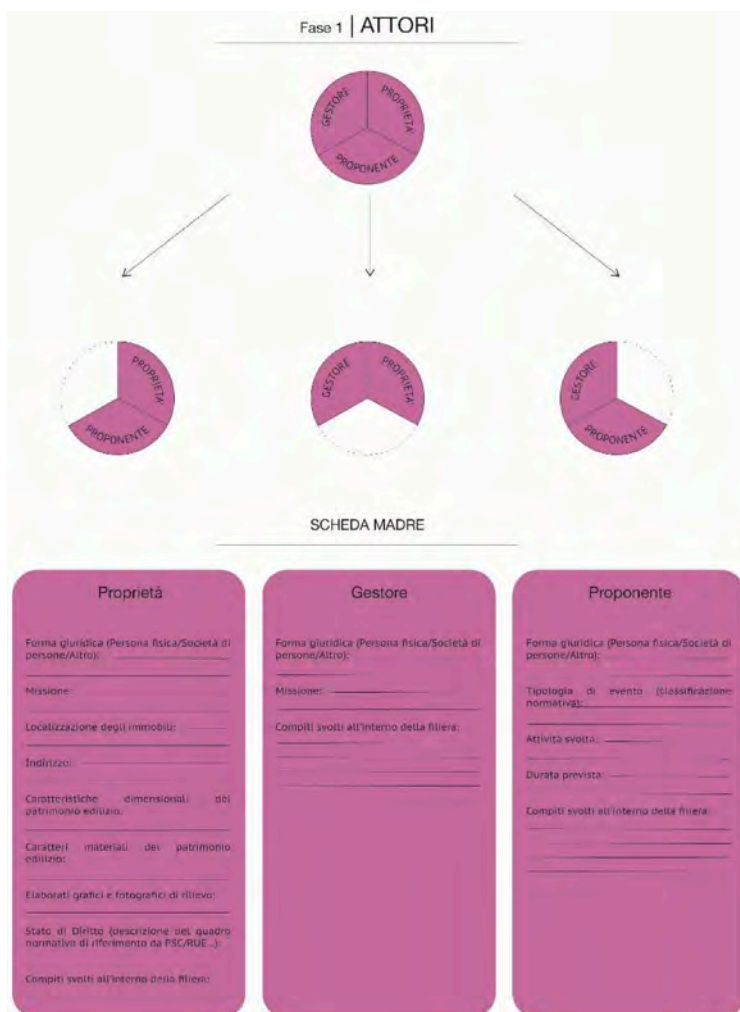 Fase 1 | ATTORI
GESTORE
PROPRIETA'
PROPONENTE
PROPRIETA'
PROPONENTE
GESTORE
PROPRIETA'
GESTORE
PROPONENTE
SCHEDA MADRE
Proprietá
Forma giuridica (Persona fisica/Società di
persone/Altro):
Missione:
Localizzazione degli immobili:
Indirizzo:
Caratteristiche dimensionali del
patrimonio edilizio:
Caratteri materiali del patrimonio
edilizio:
Elaborati grafici e fotografici di rilievo:
Stato di Diritto (descrizione del quadro
normativo di riferimento da PSC/RUE...):
Compiti svolti all'interno della filiera:
Gestore
Forma giuridica (Persona fisica/Società di
persone/Altro):
Missione:
Compiti svolti all'interno della filiera:
Proponente
Forma giuridica (Persona fisica/Società di
persone/Altro):
Tipologia di evento (classificazione
normativa):
Attività svolta:
Durata prevista:
Compiti svolti all'interno della filiera: